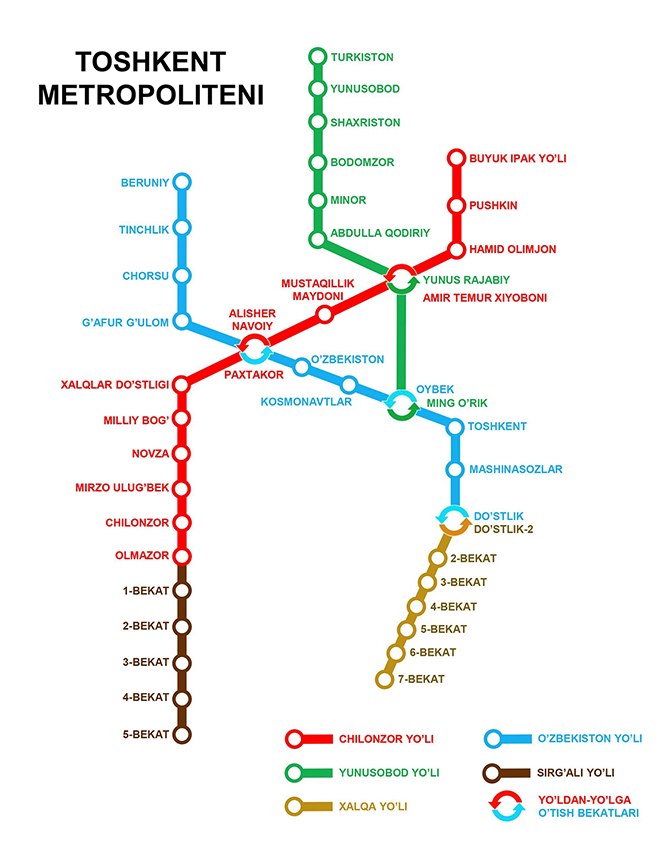 TOSHKENT
METROPOLITENI
TURKISTON
YUNUSOBOD
SHAXRISTON
BODOMZOR
MINOR
ABDULLA QODIRIY
BUYUK IPAK YO'LI
PUSHKIN
HAMID OLIMJON
YUNUS RAJABIY
AMIR TEMUR XIYOBONI
BERUNIY
TINCHLIK
CHORSU
G'AFUR G'ULOM
MUSTAQILLIK
MAYDONI
ALISHER
NAVOIY
PAXTAKOR
O'ZBEKISTON
KOSMONAVTLAR
OYBEK
MING O'RIK
TOSHKENT
MASHINASOZLAR
DO'STLIK
DO'STLIK-2
XALQLAR DO'STLIGI
MILLIY BOG'
NOVZA
MIRZO ULUG'BEK
CHILONZOR
OLMAZOR
1-BEKAT
2-BEKAT
3-BEKAT
4-BEKAT
5-BEKAT
2-BEKAT
3-BEKAT
4-BEKAT
5-BEKAT
6-BEKAT
7-BEKAT
CHILONZOR YO'LI
YUNUSOBOD YO'LI
XALQA YO'LI
O'ZBEKISTON YO'LI
SIRG'ALI YO'LI
YO'LDAN-YO'LGA
O'TISH BEKATLARI